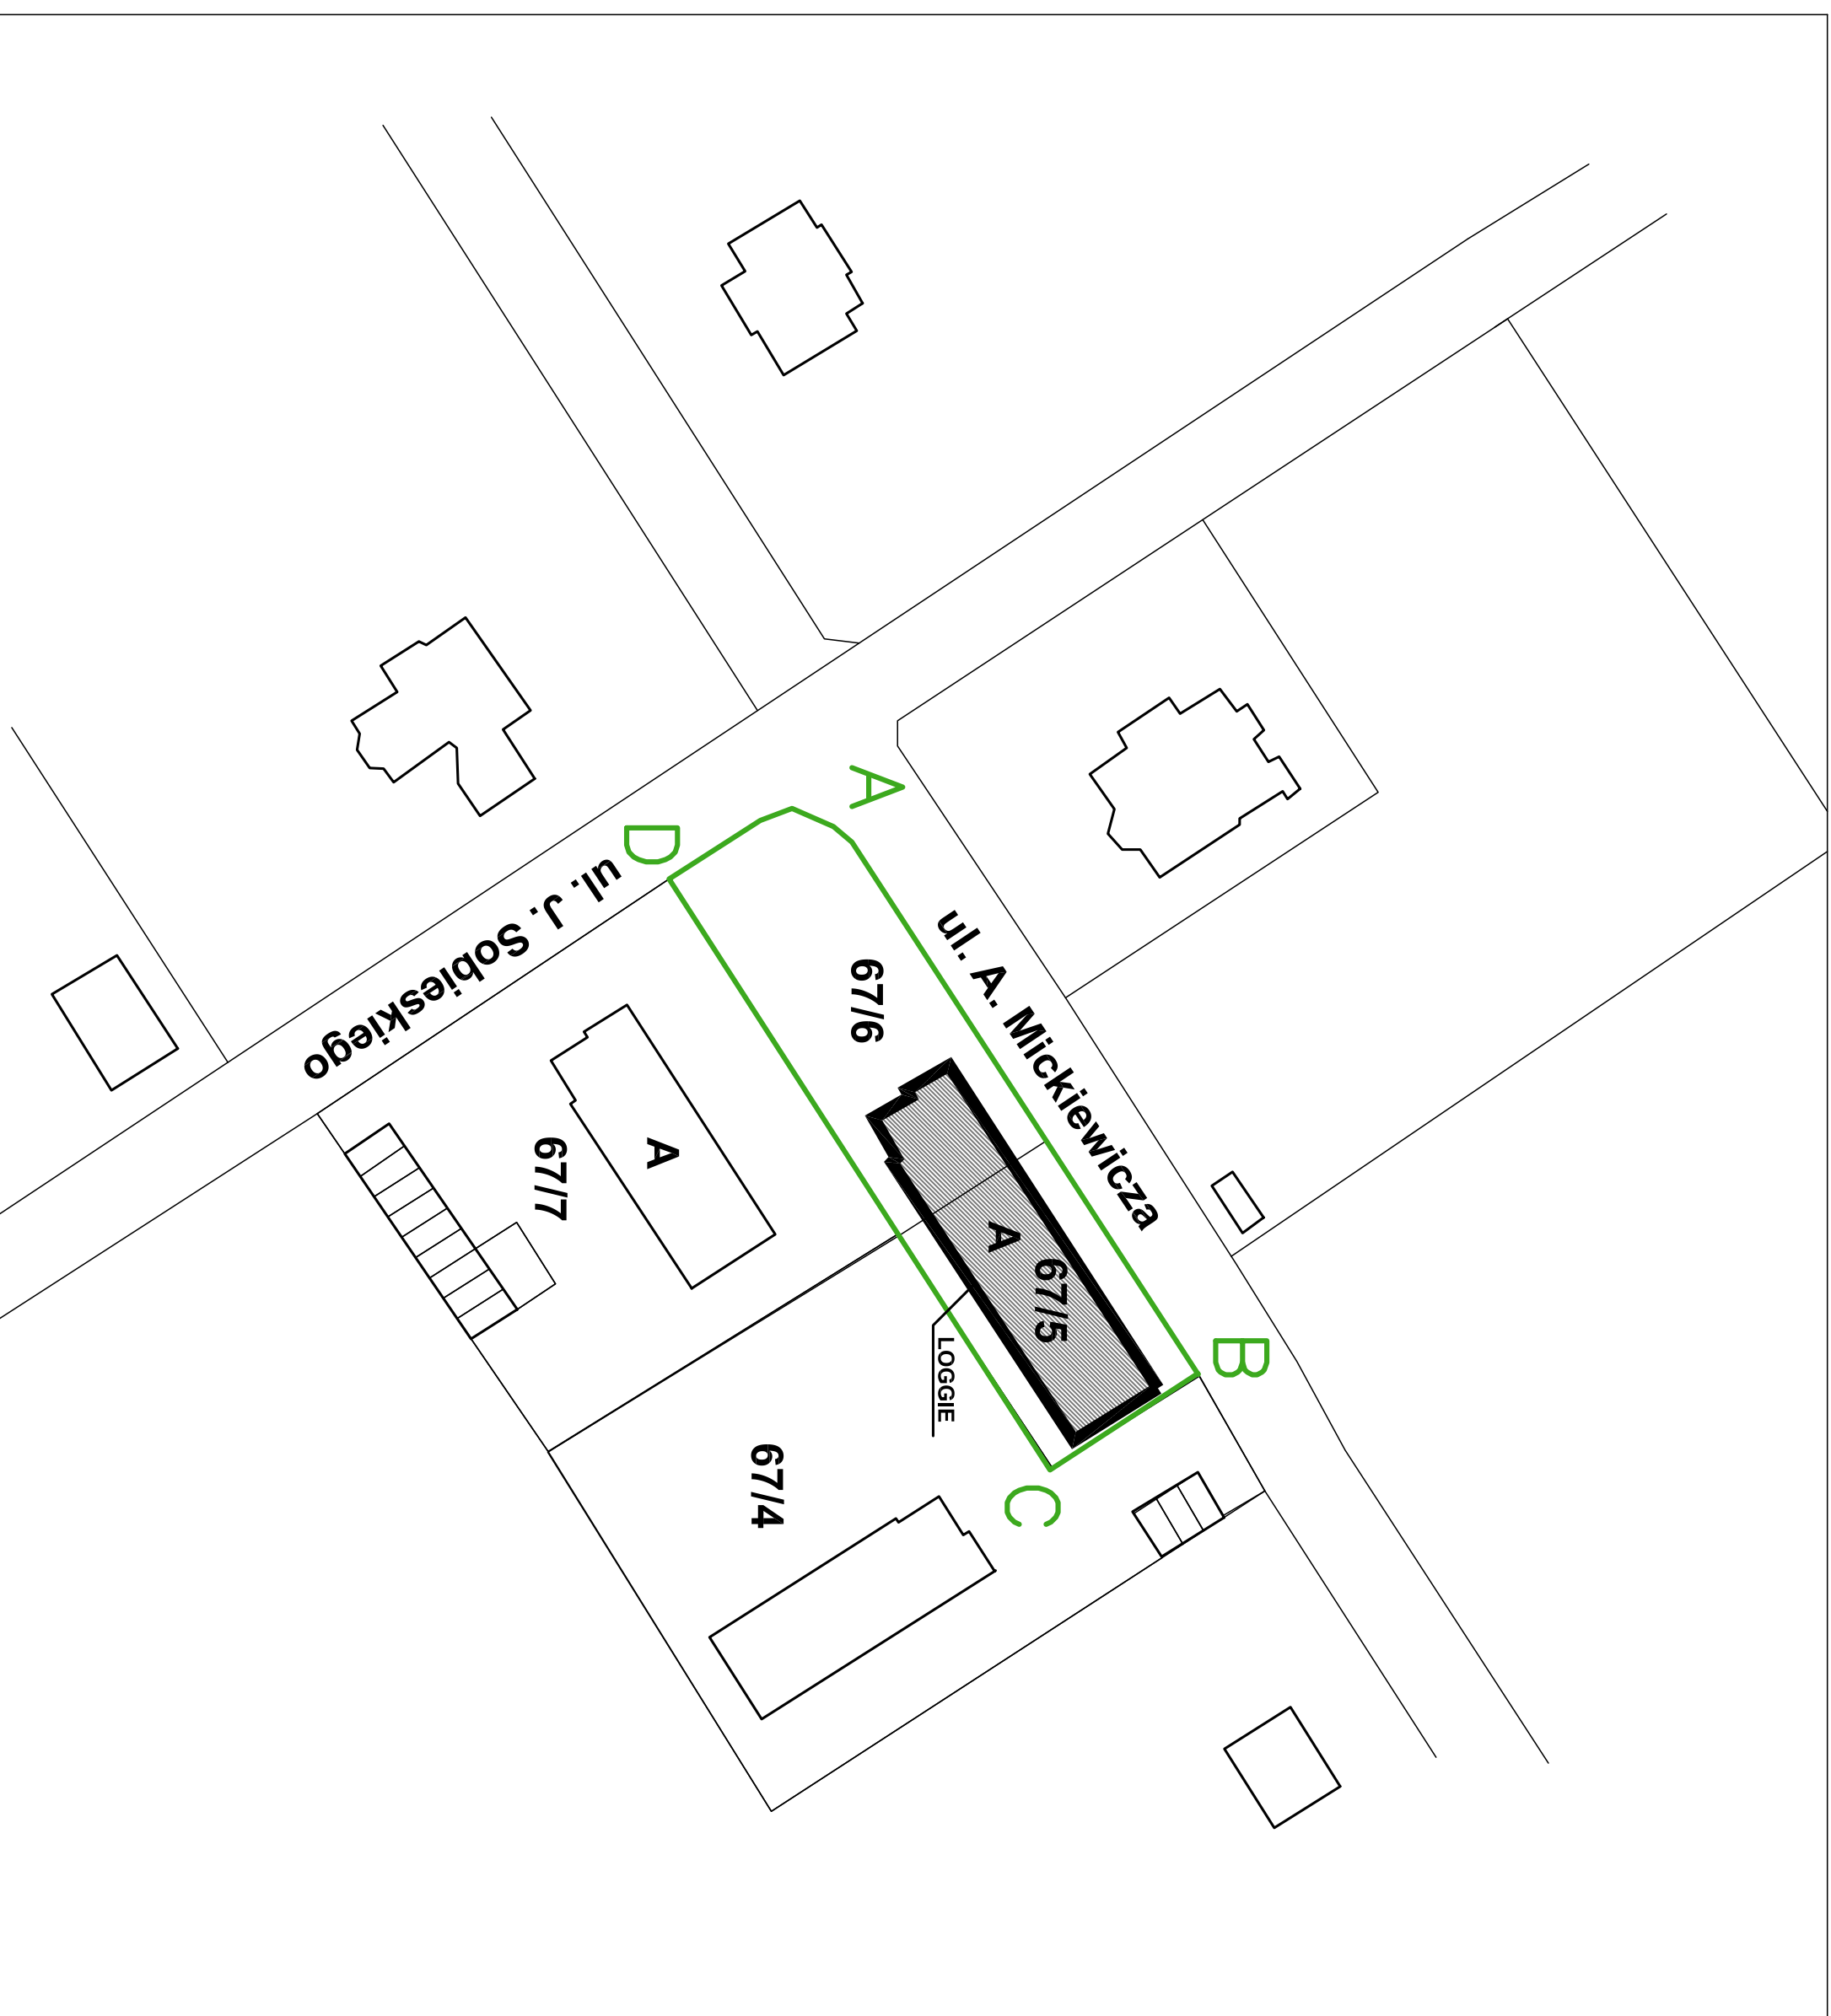 A
D
ul. J. Sobieskiego
ul. A. Mickiewicza
67/6
A
67/7
A
67/5
B
LOGGIE
C
67/4